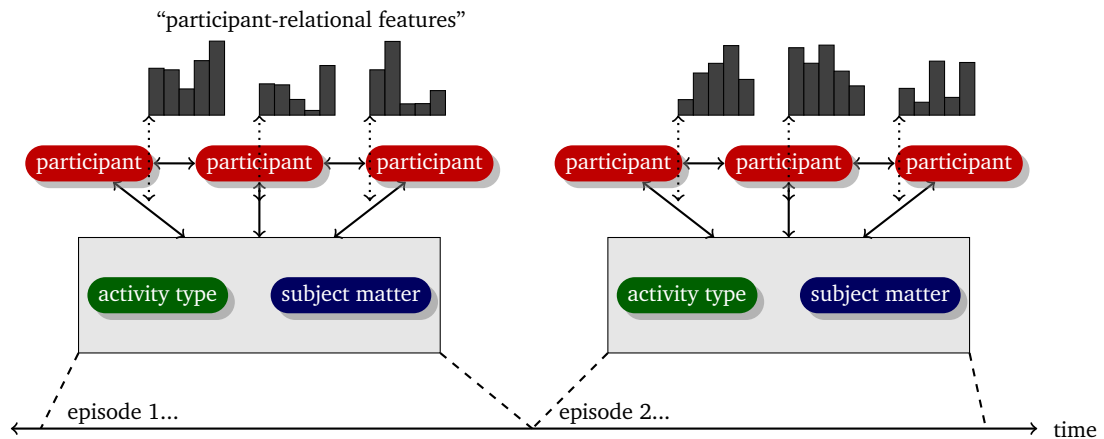 “participant-relational features”
participant participant participant participant participant participant
activity type subject matter activity type subject matter
episode 1... episode 2...
time